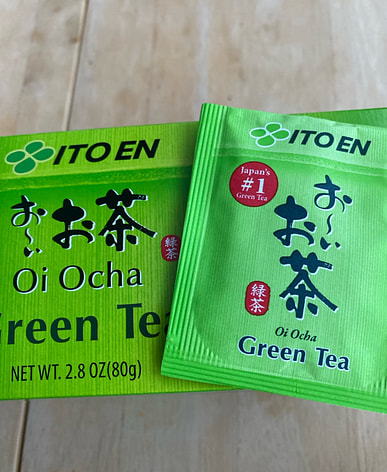 ITO EN
お〜いお茶
緑茶
Oi Ocha
Green Tea
NET WT. 2.8 OZ(80g)
ITO EN
Japan's
#1
Green Tea
お〜い
お茶
緑茶
Oi Ocha
Green Tea